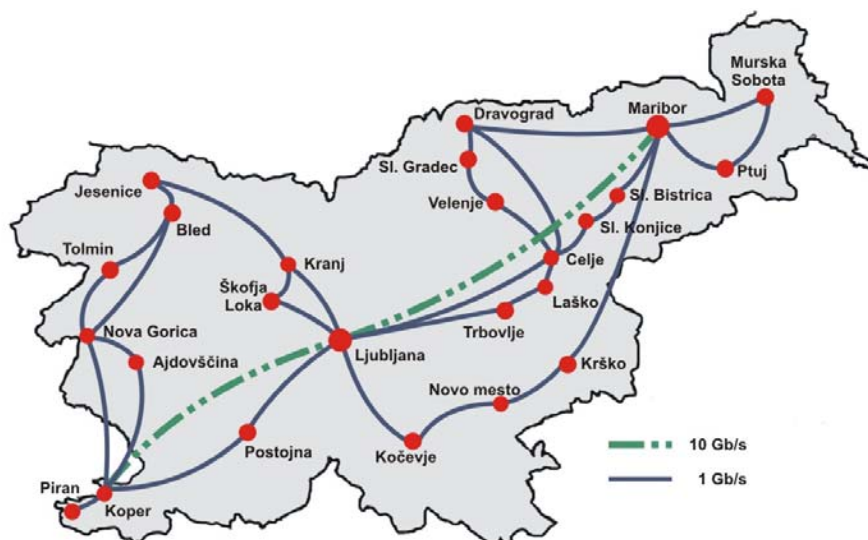 Murska
Sobota
Dravograd
Maribor
Sl. Gradec
Ptuj
Jesenice
Velenje
Sl. Bistrica
Bled
Sl. Konjice
Tolmin
Kranj
Celje
Škofja
Loka
Laško
Nova Gorica
Trbovlje
Ljubljana
Ajdovščina
Krško
Novo mesto
Postojna
Kočevje
10 Gb/s
1 Gb/s
Piran
Koper